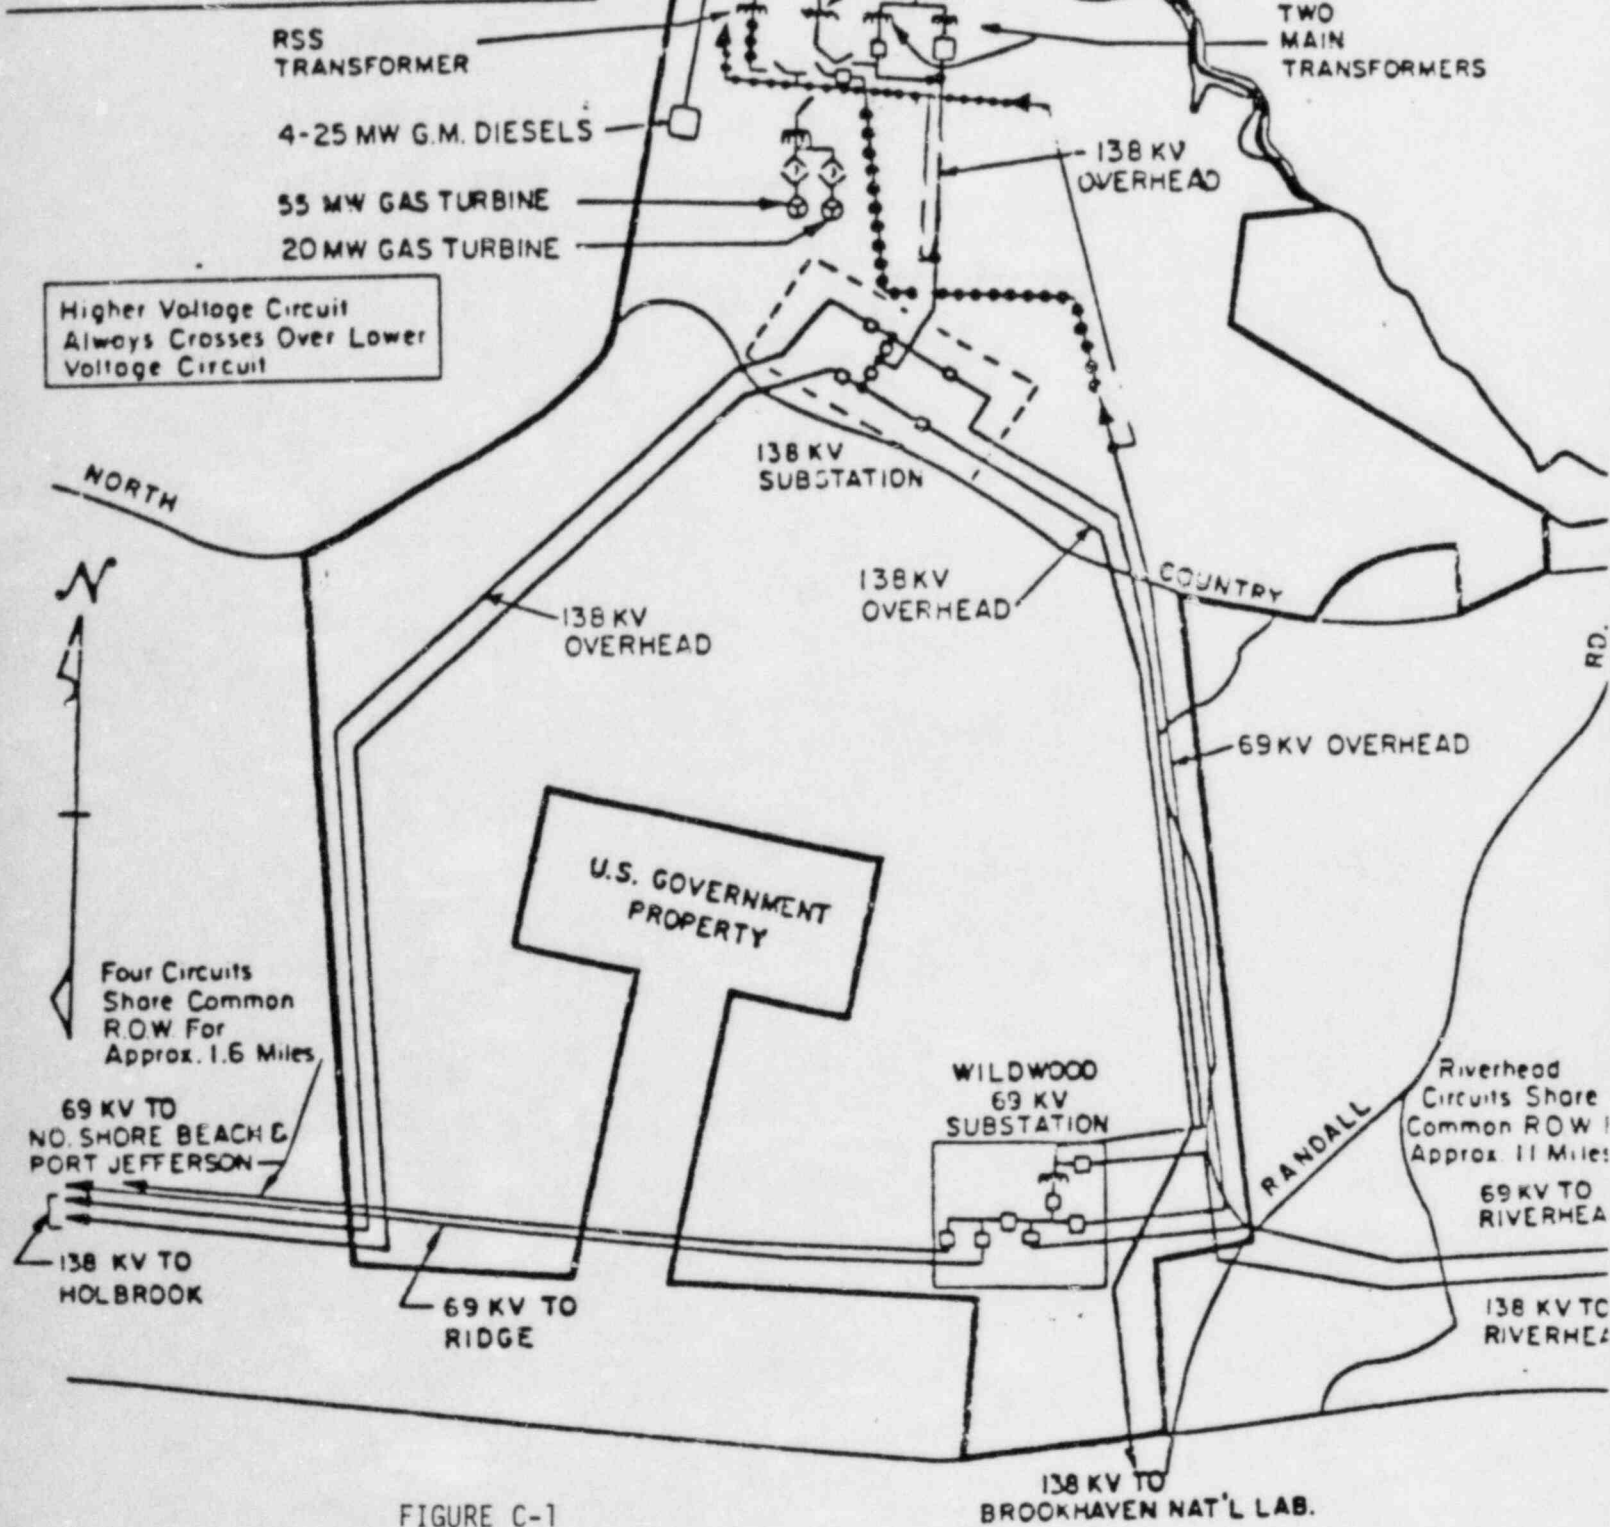 RSS
TRANSFORMER
TWO
MAIN
TRANSFORMERS
4-25 MW G.M. DIESELS
138 KV
OVERHEAD
55 MW GAS TURBINE
20 MW GAS TURBINE
Higher Voltage Circuit
Always Crosses Over Lower
Voltage Circuit
138 KV
SUBSTATION
NORTH
N
138 KV
OVERHEAD
138 KV
OVERHEAD
COUNTRY
RD.
69 KV OVERHEAD
U.S. GOVERNMENT
PROPERTY
Four Circuits
Share Common
R.O.W. For
Approx. 1.6 Miles
69 KV TO
NO. SHORE BEACH &
PORT JEFFERSON
138 KV TO
HOLBROOK
69 KV TO
RIDGE
WILDWOOD
69 KV
SUBSTATION
RANDALL
Riverhead
Circuits Share
Common ROW
Approx. 11 Miles
69 KV TO
RIVERHEA
138 KV TO
RIVERHEA
138 KV TO
BROOKHAVEN NAT'L LAB.
FIGURE C-1